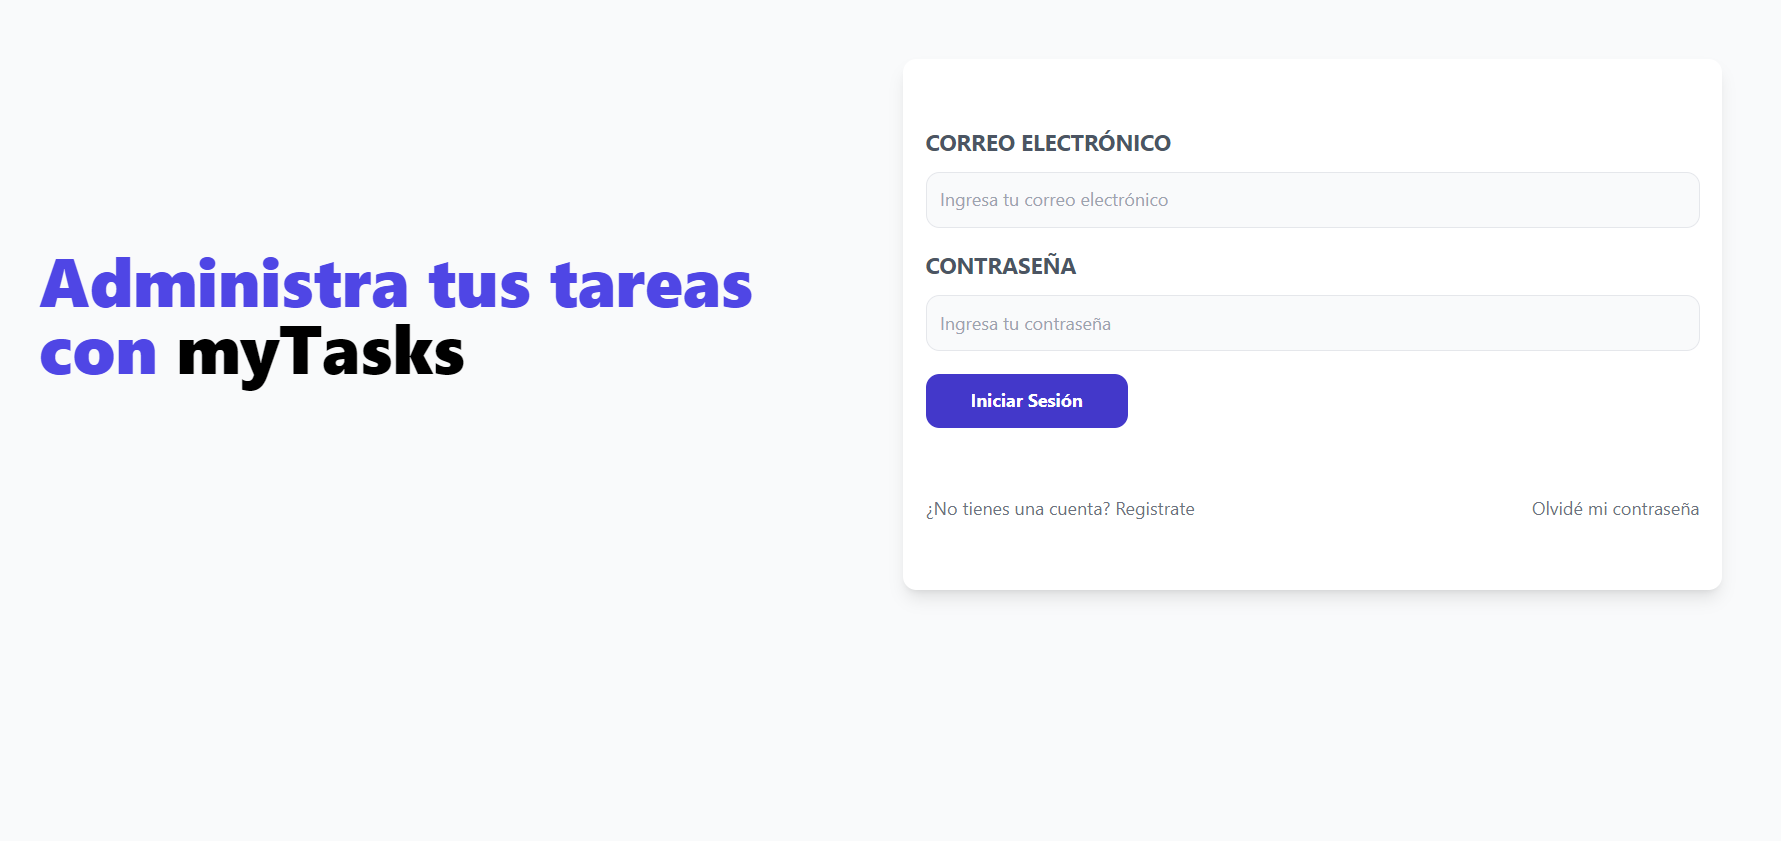 Administra tus tareas
con myTasks
CORREO ELECTRÓNICO
Ingresa tu correo electrónico
CONTRASEÑA
Ingresa tu contraseña
Iniciar Sesión
¿No tienes una cuenta? Registrate
Olvidé mi contraseña